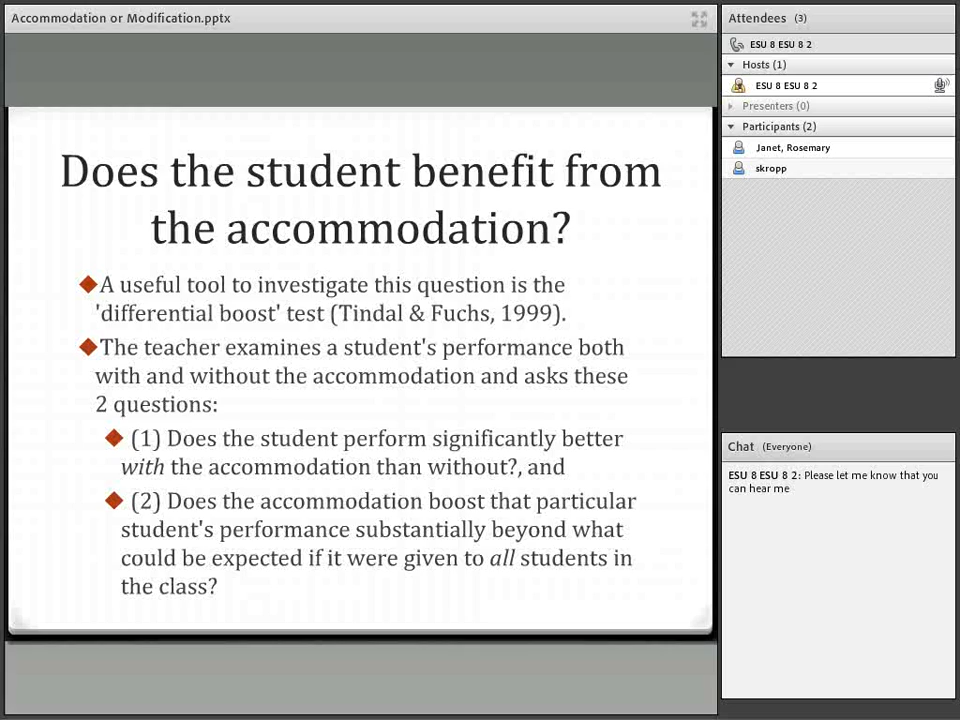 Accommodation or Modification.pptx
Does the student benefit from
the accommodation?
A useful tool to investigate this question is the
'differential boost' test (Tindal & Fuchs, 1999).
The teacher examines a student's performance both
with and without the accommodation and asks these
2 questions:
(1) Does the student perform significantly better
with the accommodation than without?, and
(2) Does the accommodation boost that particular
student's performance substantially beyond what
could be expected if it were given to all students in
the class?
Attendees (3)
ESU 8 ESU 8 2
Hosts (1)
ESU 8 ESU 8 2
Presenters (0)
Participants (2)
Janet, Rosemary
skropp
Chat (Everyone)
ESU 8 ESU 8 2: Please let me know that you
can hear me